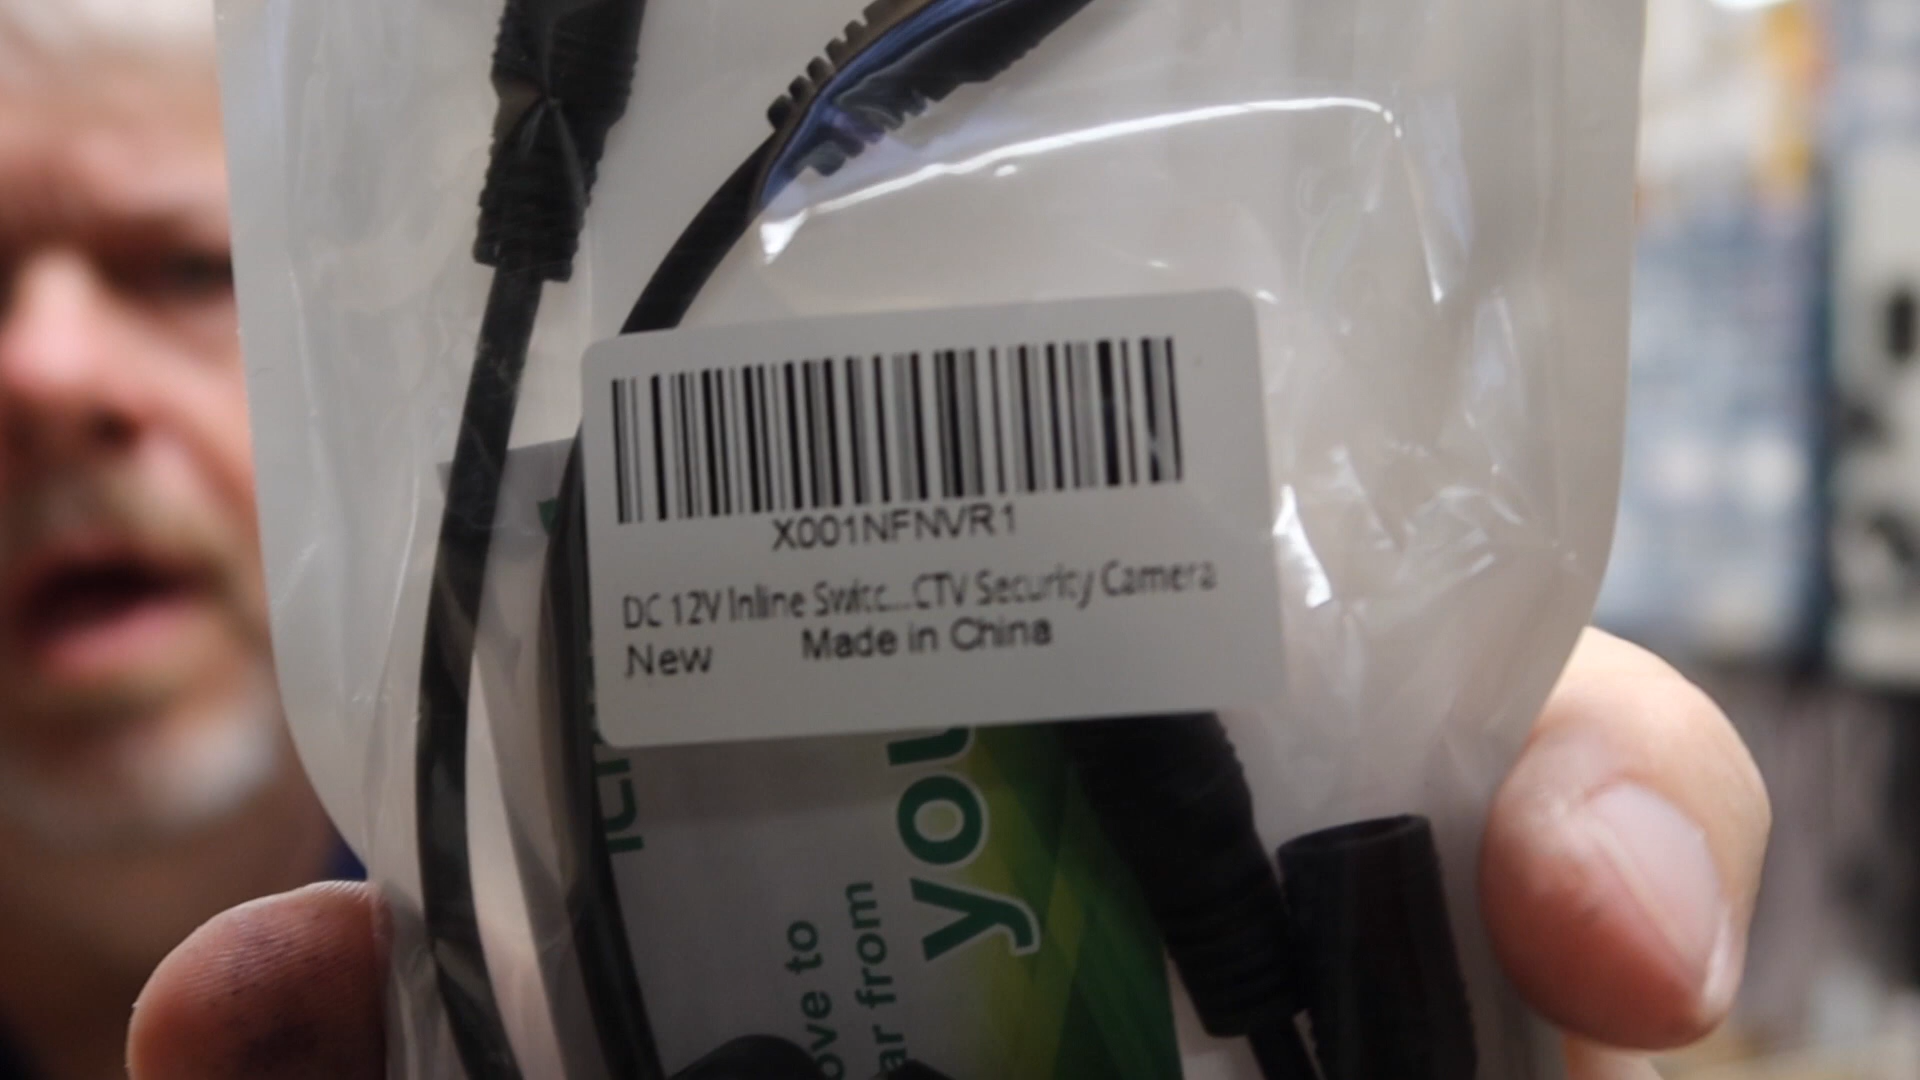 X001NFNVR1
DC 12V Inline Switc...CTV Security Camera
New Made in China
you
ove to
ar from